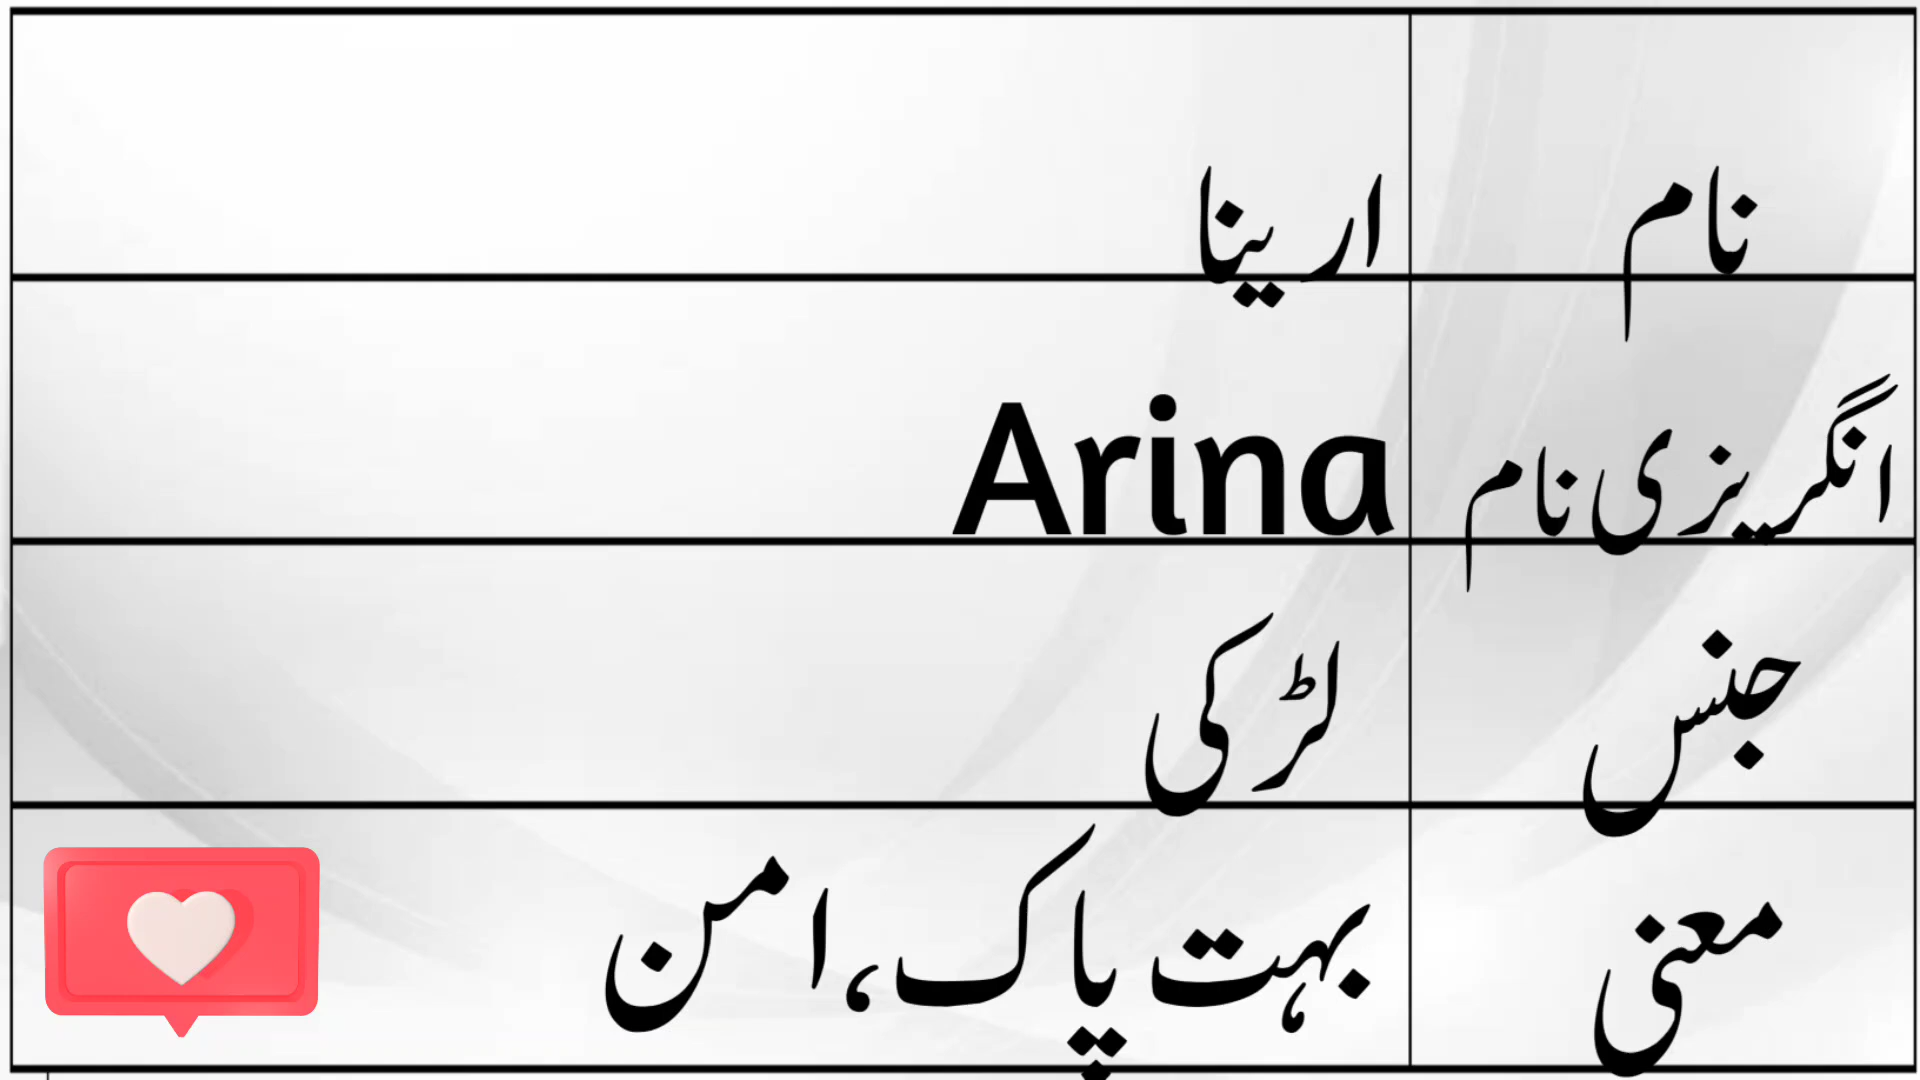 نام ارینا
انگریزی نام Arina
جنس لڑکی
معنی بہت پاک، امن